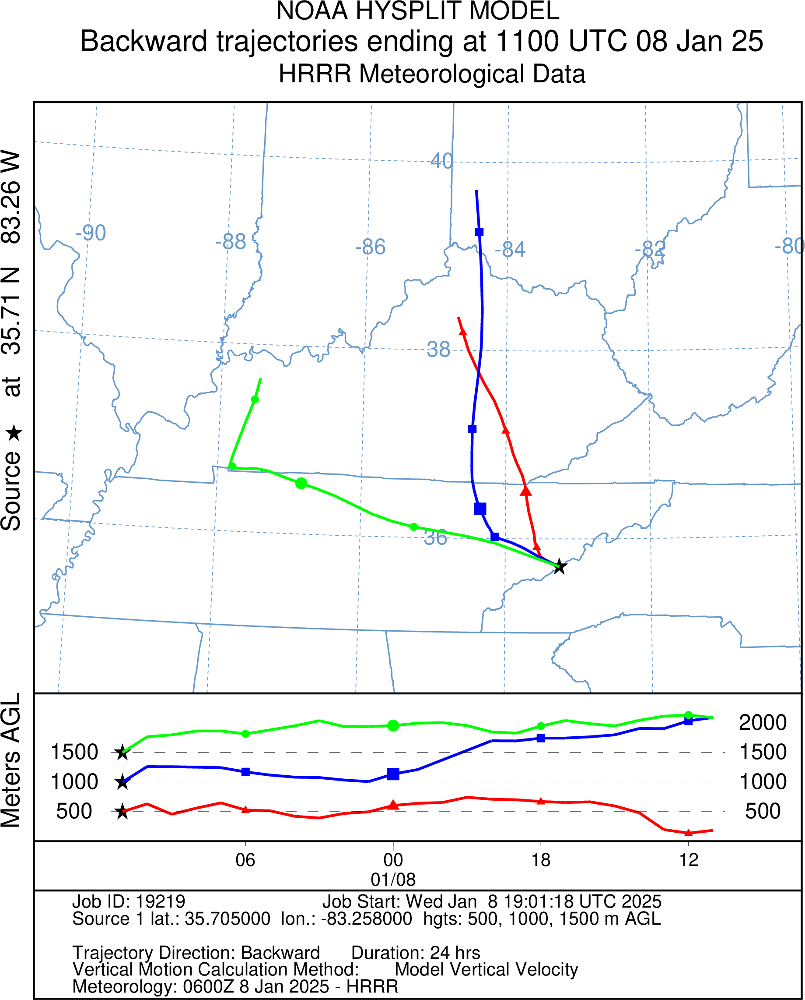 NOAA HYSPLIT MODEL
Backward trajectories ending at 1100 UTC 08 Jan 25
HRRR Meteorological Data
Source ★ at 35.71 N 83.26 W
40
-90
-88
-86
-84
-82
-80
38
36
Meters AGL
2000
1500
1500
1000
1000
500
500
06
00
18
12
01/08
Job ID: 19219 Job Start: Wed Jan 8 19:01:18 UTC 2025
Source 1 lat.: 35.705000 lon.: -83.258000 hgts: 500, 1000, 1500 m AGL
Trajectory Direction: Backward Duration: 24 hrs
Vertical Motion Calculation Method: Model Vertical Velocity
Meteorology: 0600Z 8 Jan 2025 - HRRR